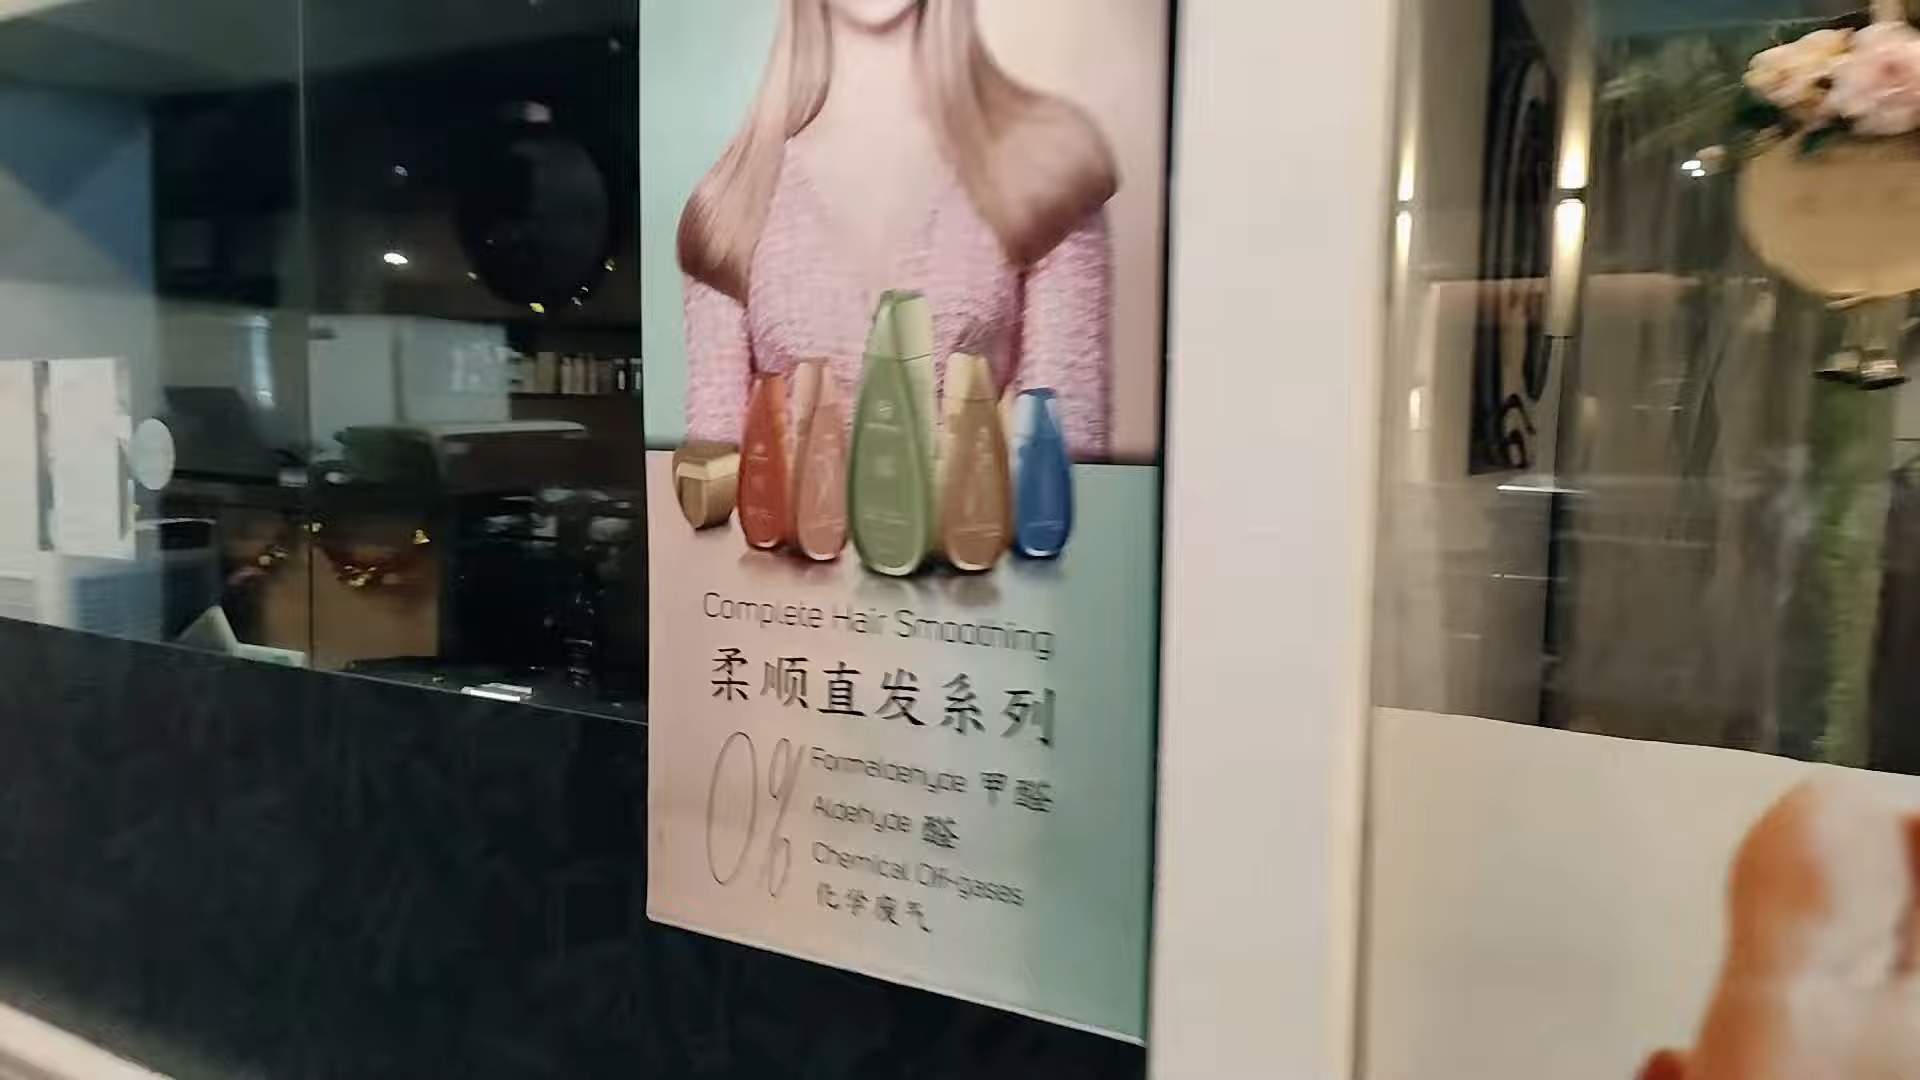 Complete Hair Smoothing
柔顺直发系列
0%
Formaldehyde 甲醛
Aldehyde 醛
Chemical Off-gases
化学废气